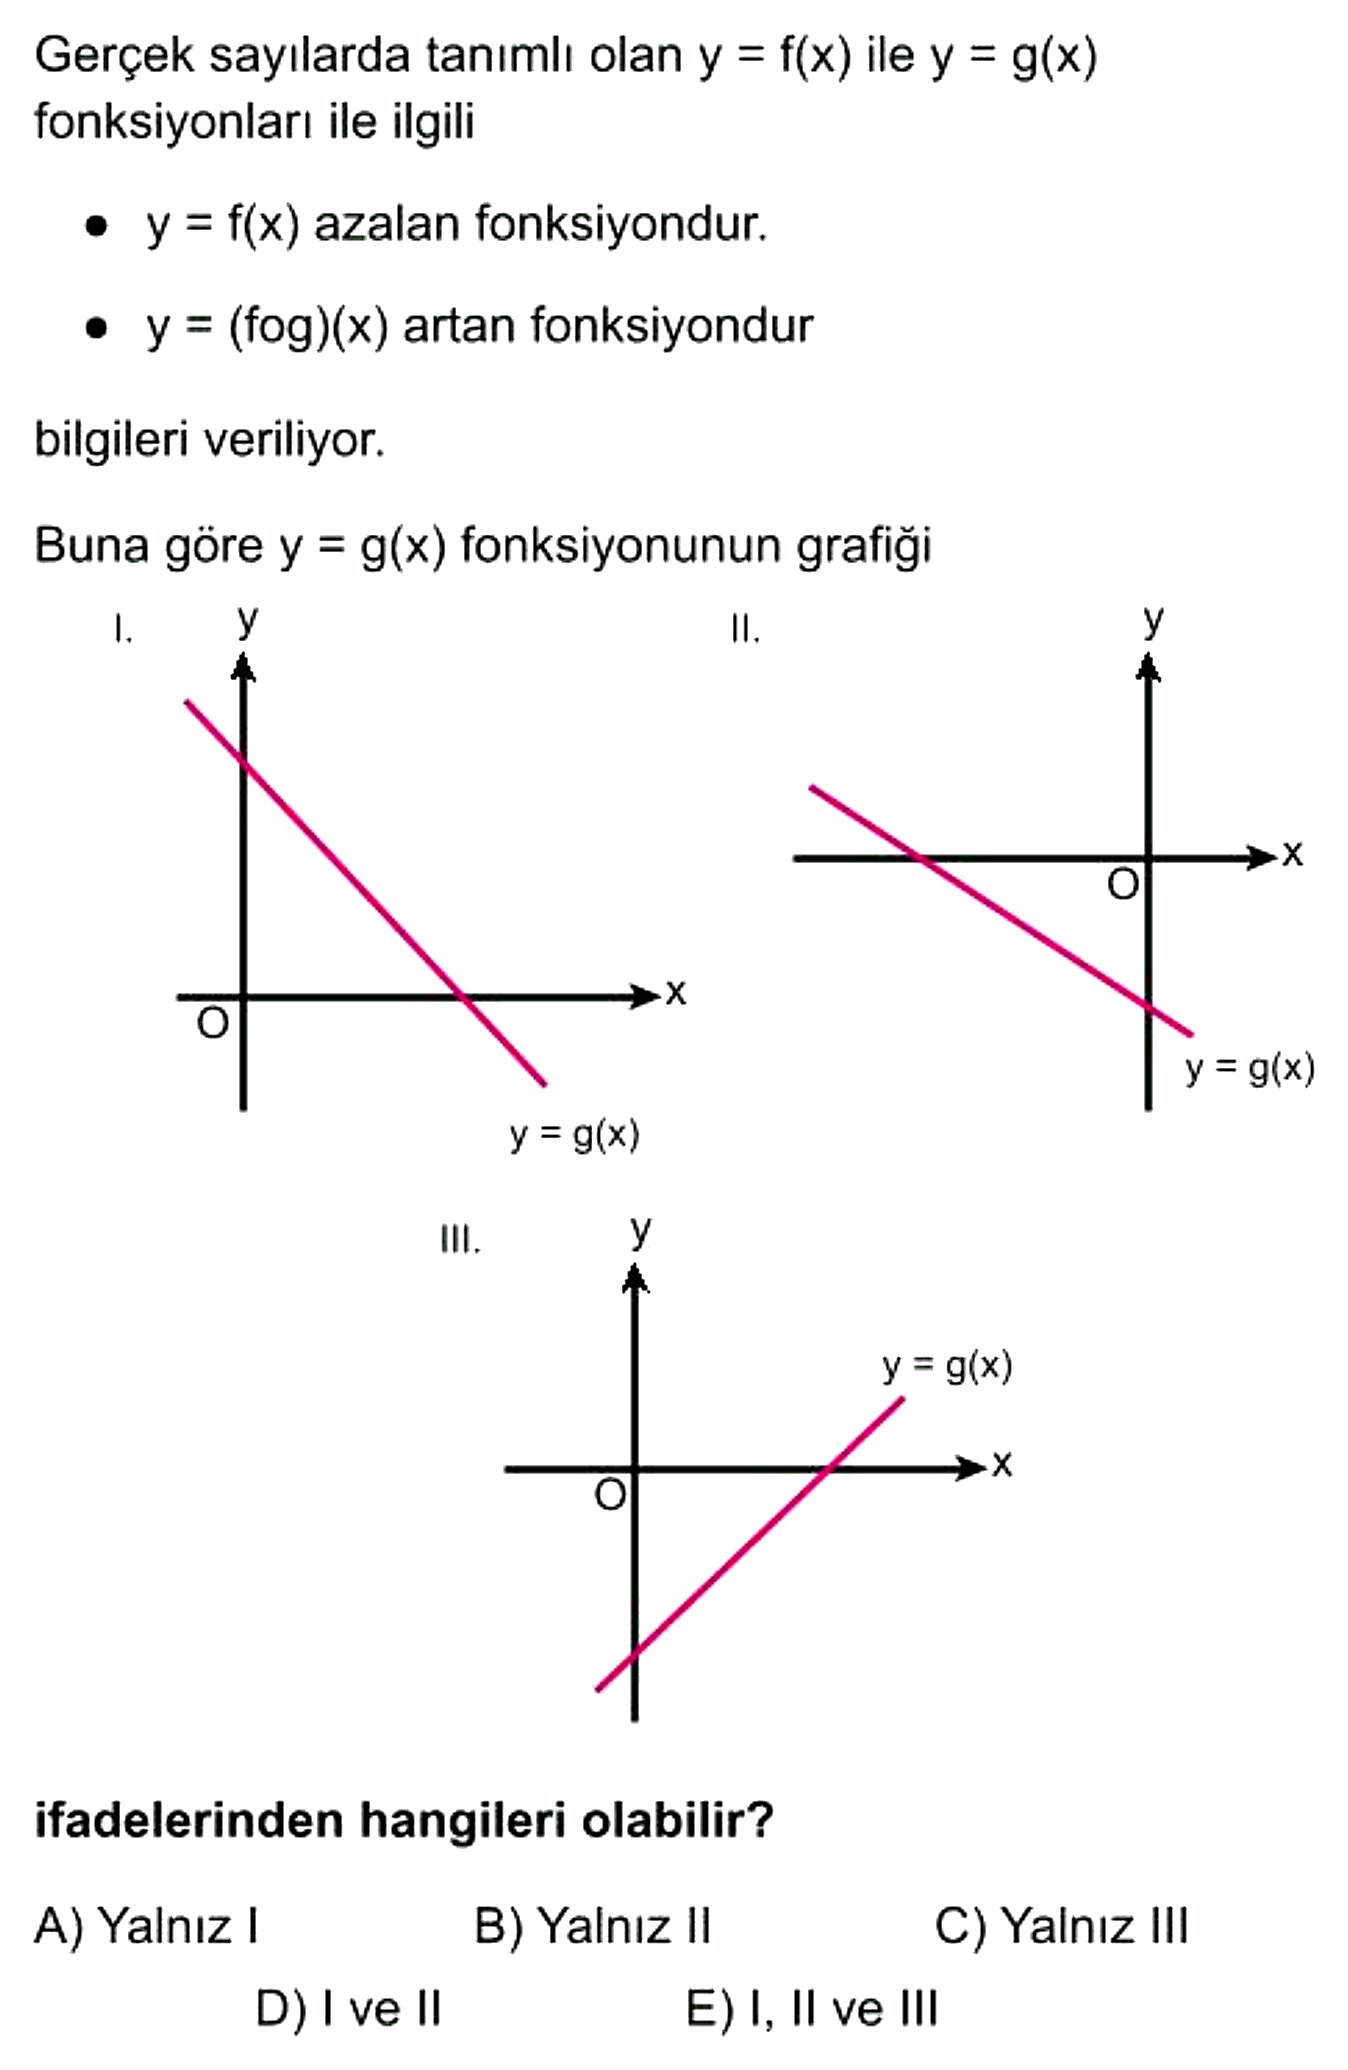 Gerçek sayılarda tanımlı olan y = f(x) ile y = g(x)
fonksiyonları ile ilgili
● y = f(x) azalan fonksiyondur.
● y = (fog)(x) artan fonksiyondur
bilgileri veriliyor.
Buna göre y = g(x) fonksiyonunun grafiği
I. y II. y
x
O
x
O
y = g(x)
y = g(x)
III. y
y = g(x)
x
O
ifadelerinden hangileri olabilir?
A) Yalnız I B) Yalnız II C) Yalnız III
D) I ve II E) I, II ve III